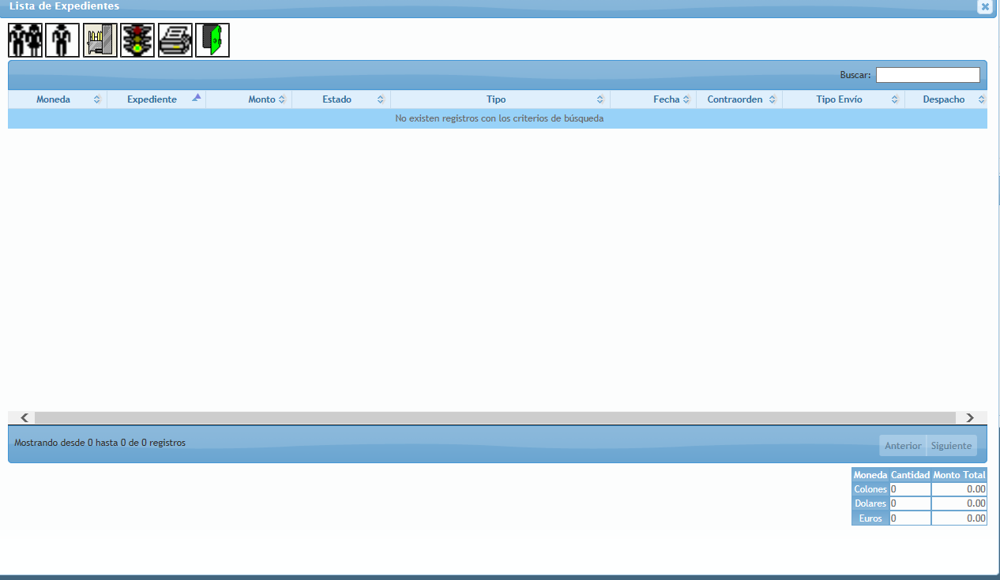 Lista de Expedientes
Buscar:
Moneda Expediente Monto Estado Tipo Fecha Contraorden Tipo Envío Despacho
No existen registros con los criterios de búsqueda
Mostrando desde 0 hasta 0 de 0 registros
Anterior Siguiente
Moneda Cantidad Monto Total
Colones 0 0.00
Dolares 0 0.00
Euros 0 0.00